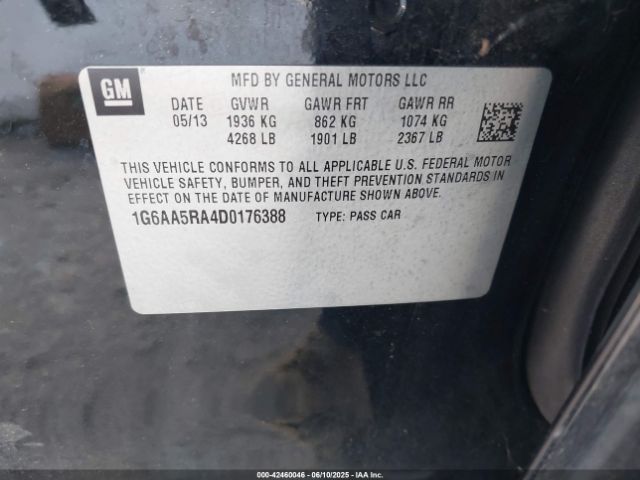 GM
MFD BY GENERAL MOTORS LLC
DATE GVWR GAWR FRT GAWR RR
05/13 1936 KG 862 KG 1074 KG
4268 LB 1901 LB 2367 LB
THIS VEHICLE CONFORMS TO ALL APPLICABLE U.S. FEDERAL MOTOR
VEHICLE SAFETY, BUMPER, AND THEFT PREVENTION STANDARDS IN
EFFECT ON THE DATE OF MANUFACTURE SHOWN ABOVE.
1G6AA5RA4D0176388 TYPE: PASS CAR
000-42460046 - 06/10/2025 - IAAI.COM